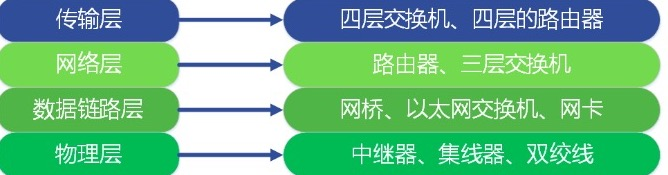 传输层 四层交换机、四层的路由器
网络层 路由器、三层交换机
数据链路层 网桥、以太网交换机、网卡
物理层 中继器、集线器、双绞线